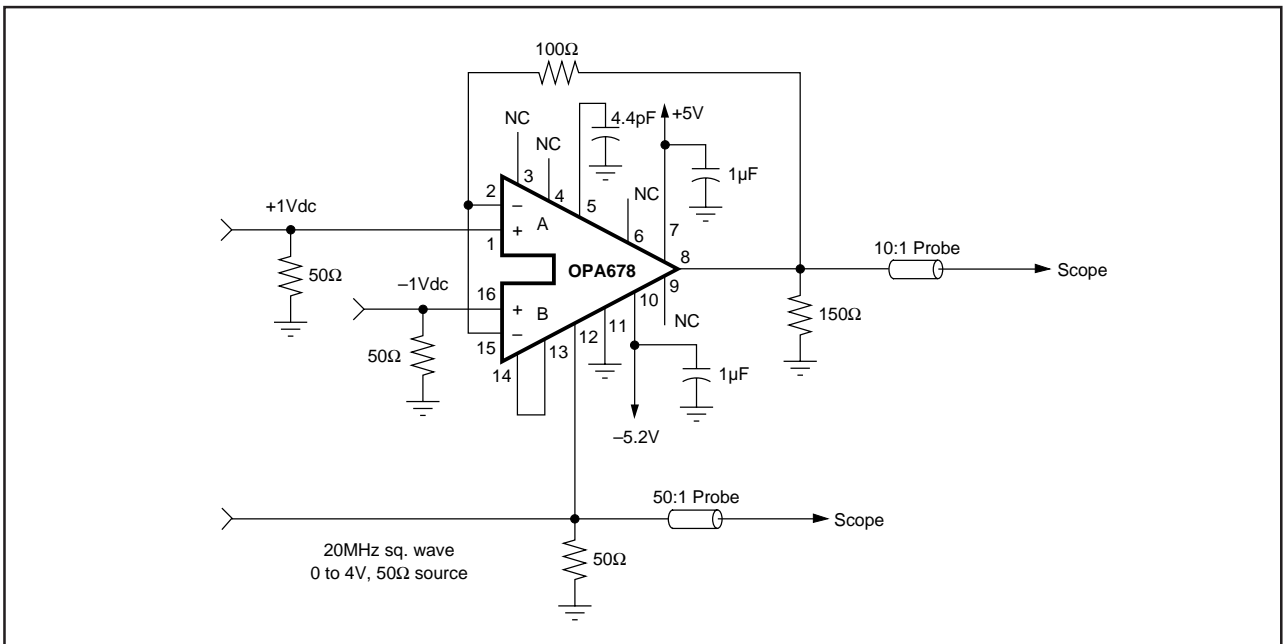 100Ω
NC
4.4pF
+5V
NC
1µF
3
2
4
NC
5
–
A
+1Vdc
+
6
7
1
8
10:1 Probe
50Ω
OPA678
Scope
–1Vdc
16
+
B
10
9
–
12
11
NC
150Ω
15
13
50Ω
14
1µF
–5.2V
50:1 Probe
Scope
20MHz sq. wave
0 to 4V, 50Ω source
50Ω